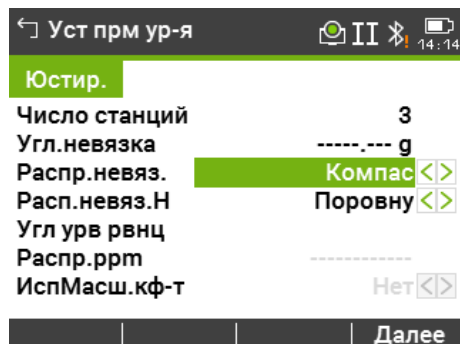 Уст прм ур-я II 14:14
Юстир.
Число станций 3
Угл.невязка -----.--- g
Распр.невяз. Компас
Расп.невяз.Н Поровну
Угл урв рвнц
Распр.ppm ------------
ИспМасш.кф-т Нет
Далее